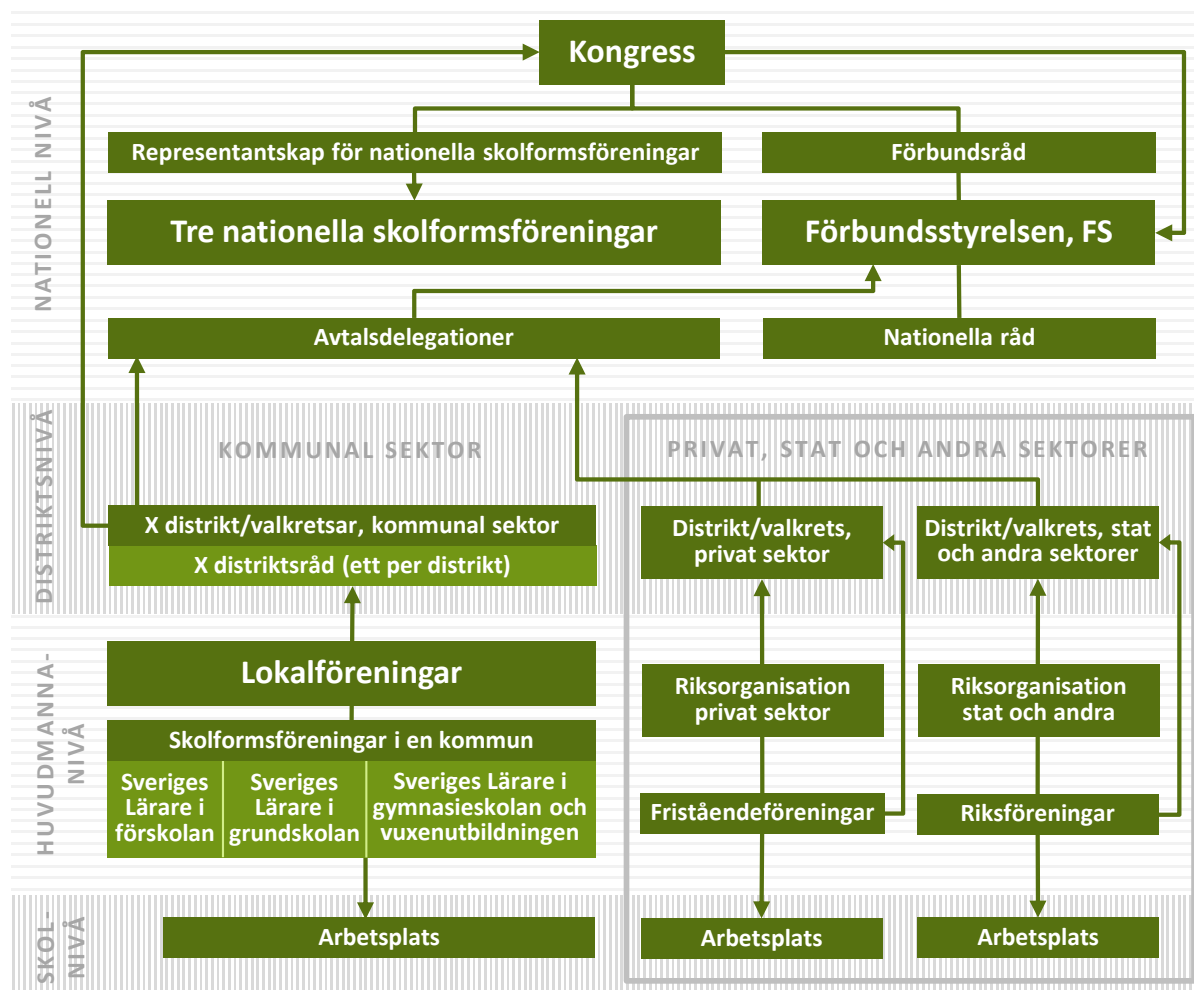 Kongress
NATIONELL NIVÅ
Representantskap för nationella skolformsföreningar
Förbundsråd
Tre nationella skolformsföreningar
Förbundsstyrelsen, FS
Avtalsdelegationer
Nationella råd
DISTRIKTSNIVÅ
KOMMUNAL SEKTOR
PRIVAT, STAT OCH ANDRA SEKTORER
X distrikt/valkretsar, kommunal sektor
X distriktsråd (ett per distrikt)
Distrikt/valkrets,
privat sektor
Distrikt/valkrets, stat
och andra sektorer
HUVUDMANNA-
NIVÅ
Lokalföreningar
Riksorganisation
privat sektor
Riksorganisation
stat och andra
Skolformsföreningar i en kommun
Sveriges
Lärare i
förskolan
Sveriges
Lärare i
grundskolan
Sveriges Lärare i
gymnasieskolan och
vuxenutbildningen
Friståendeföreningar
Riksföreningar
SKOL-
NIVÅ
Arbetsplats
Arbetsplats
Arbetsplats